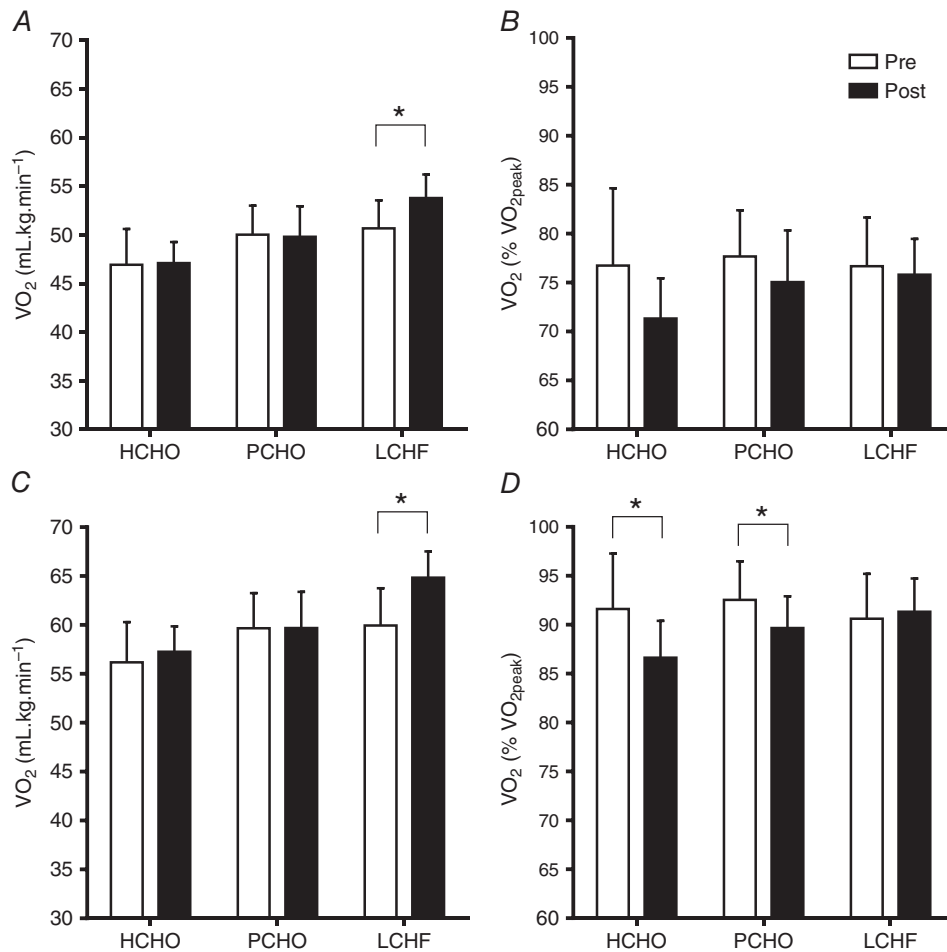 A
70
65
60
55
50
45
40
35
30
VO2 (mL.kg.min−1)
*
HCHO PCHO LCHF
B
100
95
90
85
80
75
70
65
60
VO2 (% VO2peak)
Pre
Post
HCHO PCHO LCHF
C
70
65
60
55
50
45
40
35
30
VO2 (mL.kg.min−1)
*
HCHO PCHO LCHF
D
100
95
90
85
80
90
70
65
60
VO2 (% VO2peak)
* *
HCHO PCHO LCHF